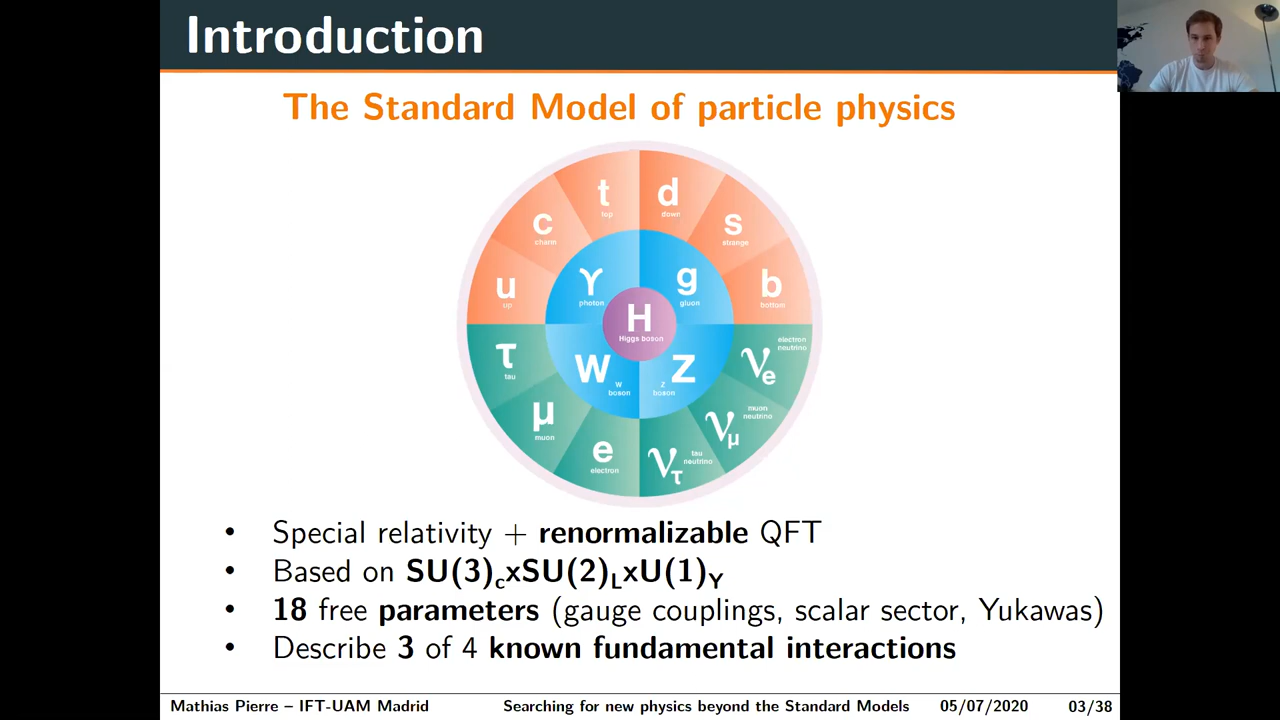 Introduction
The Standard Model of particle physics
t
top
d
down
c
charm
s
strange
u
up
b
bottom
γ
photon
g
gluon
H
Higgs boson
W
W
boson
Z
Z
boson
τ
tau
νe
electron
neutrino
μ
muon
νμ
muon
neutrino
e
electron
ντ
tau
neutrino
• Special relativity + renormalizable QFT
• Based on SU(3)cxSU(2)LxU(1)Y
• 18 free parameters (gauge couplings, scalar sector, Yukawas)
• Describe 3 of 4 known fundamental interactions
Mathias Pierre – IFT-UAM Madrid Searching for new physics beyond the Standard Models 05/07/2020 03/38